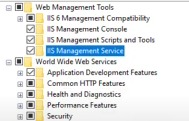 Web Management Tools
IIS 6 Management Compatibility
IIS Management Console
IIS Management Scripts and Tools
IIS Management Service
World Wide Web Services
Application Development Features
Common HTTP Features
Health and Diagnostics
Performance Features
Security